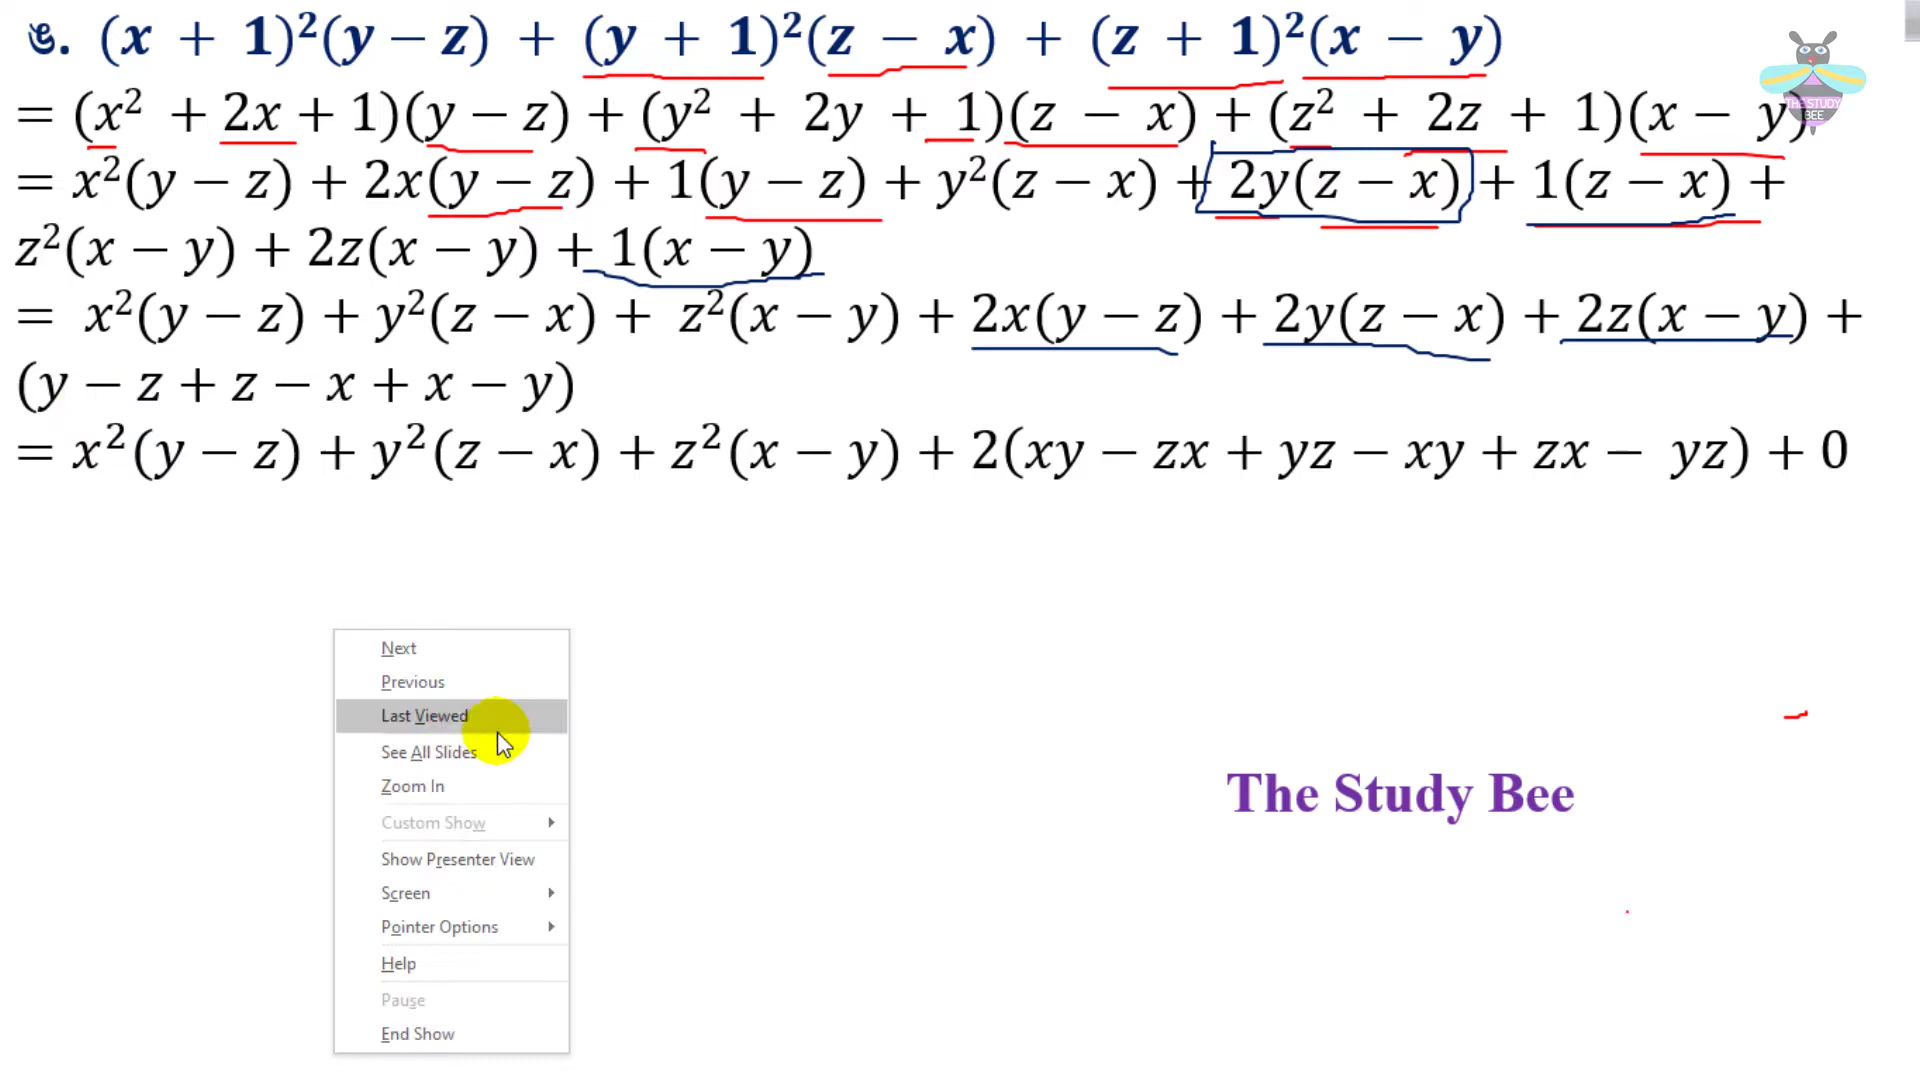 ঙ. (x + 1)²(y − z) + (y + 1)²(z − x) + (z + 1)²(x − y)
= (x² + 2x + 1)(y − z) + (y² + 2y + 1)(z − x) + (z² + 2z + 1)(x − y)
= x²(y − z) + 2x(y − z) + 1(y − z) + y²(z − x) + 2y(z − x) + 1(z − x) +
z²(x − y) + 2z(x − y) + 1(x − y)
= x²(y − z) + y²(z − x) + z²(x − y) + 2x(y − z) + 2y(z − x) + 2z(x − y) +
(y − z + z − x + x − y)
= x²(y − z) + y²(z − x) + z²(x − y) + 2(xy − zx + yz − xy + zx − yz) + 0
THE STUDY
BEE
Next
Previous
Last Viewed
See All Slides
Zoom In
Custom Show
Show Presenter View
Screen
Pointer Options
Help
Pause
End Show
The Study Bee